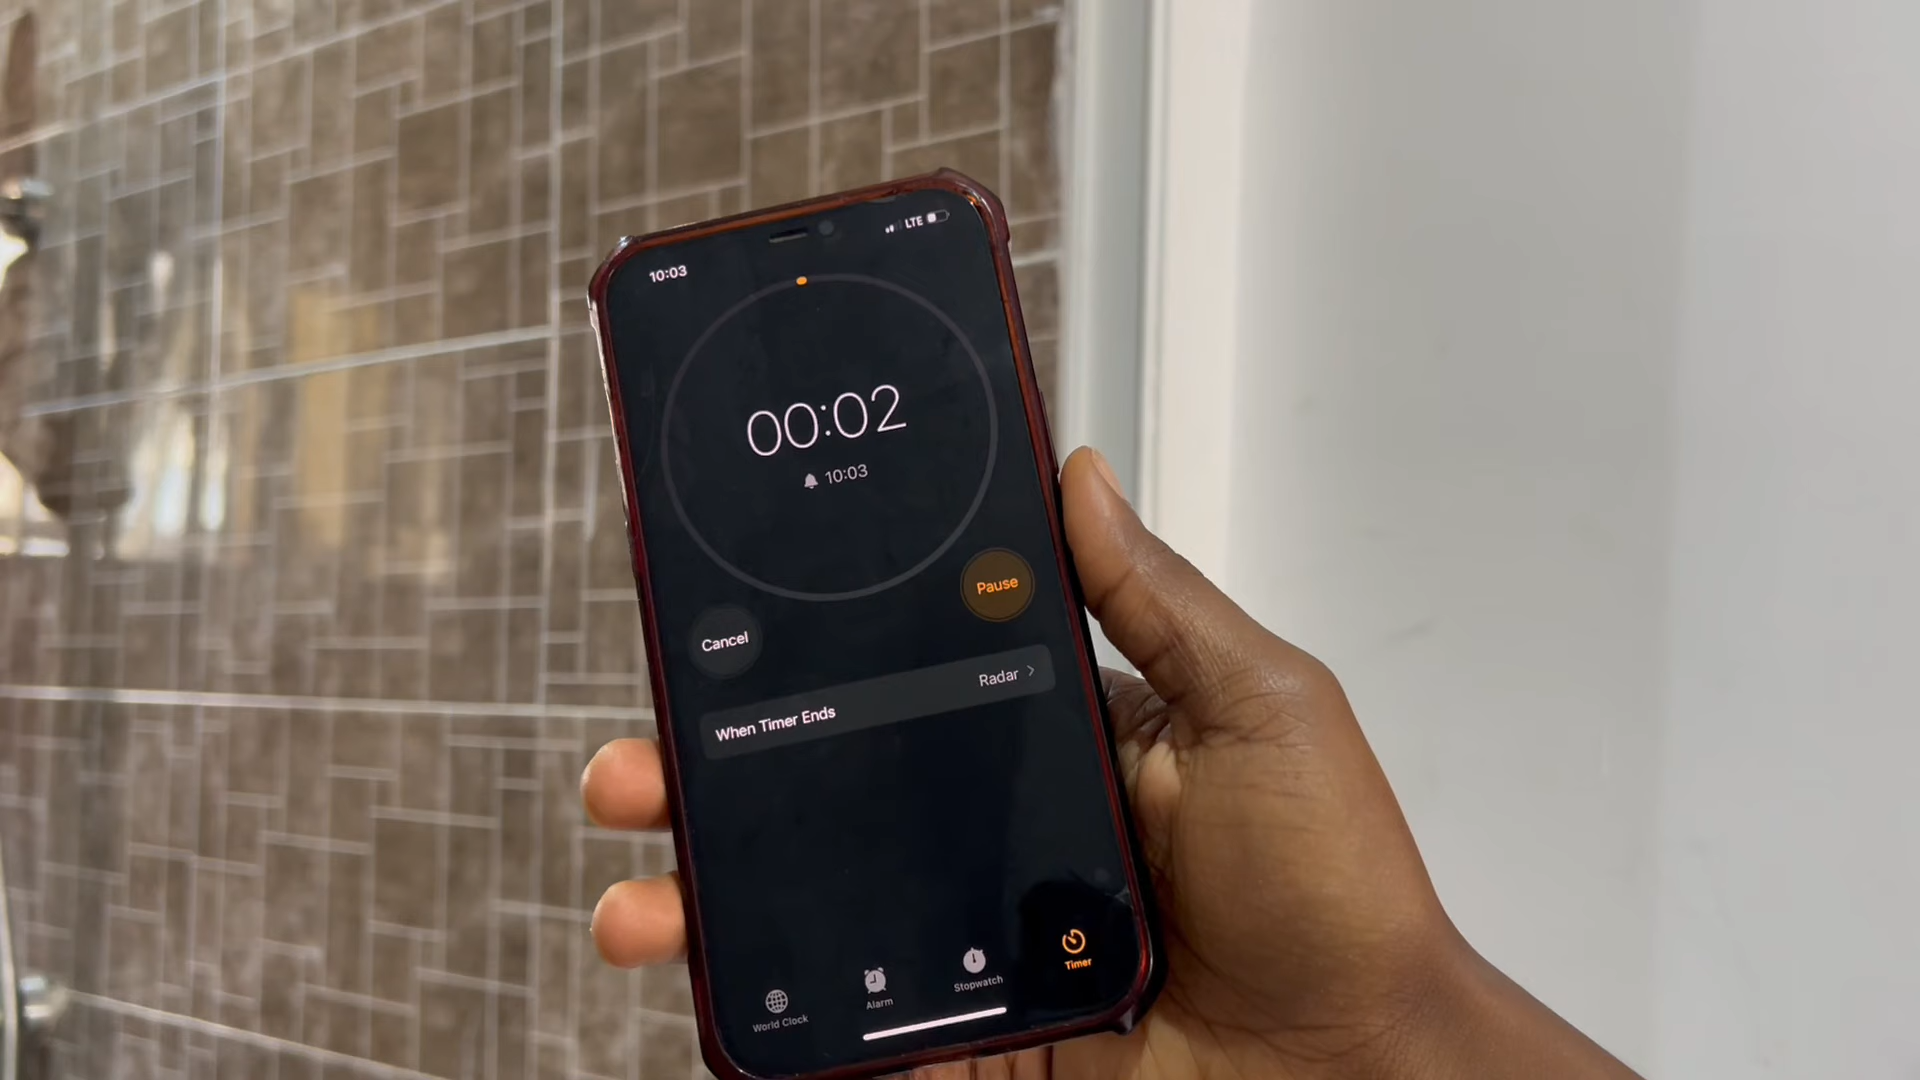 10:03
LTE
00:02
10:03
Cancel
Pause
When Timer Ends
Radar
World Clock
Alarm
Stopwatch
Timer